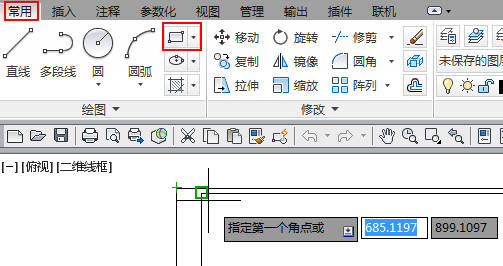 常用 插入 注释 参数化 视图 管理 输出 插件 联机
直线 多段线 圆 圆弧
移动 旋转 修剪
复制 镜像 圆角
拉伸 缩放 阵列
未保存的图层
绘图 修改
[一][俯视][二维线框]
指定第一个角点或 685.1197 899.1097